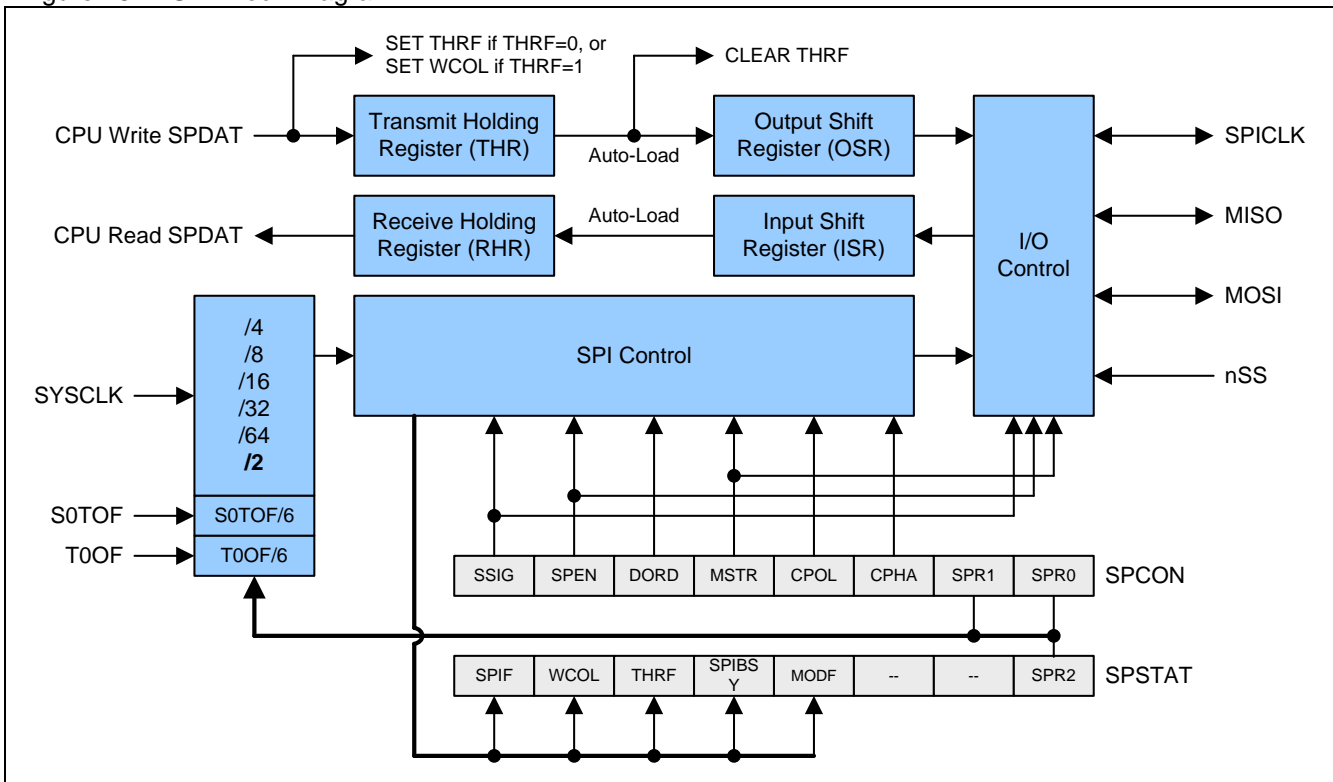 SET THRF if THRF=0, or
SET WCOL if THRF=1
CLEAR THRF
CPU Write SPDAT
Transmit Holding
Register (THR)
Auto-Load
Output Shift
Register (OSR)
SPICLK
CPU Read SPDAT
Receive Holding
Register (RHR)
Auto-Load
Input Shift
Register (ISR)
I/O
Control
MISO
MOSI
nSS
SYSCLK
/4
/8
/16
/32
/64
/2
SPI Control
S0TOF
S0TOF/6
T0OF
T0OF/6
SSIG SPEN DORD MSTR CPOL CPHA SPR1 SPR0 SPCON
SPIF WCOL THRF SPIBS
Y MODF -- -- SPR2 SPSTAT